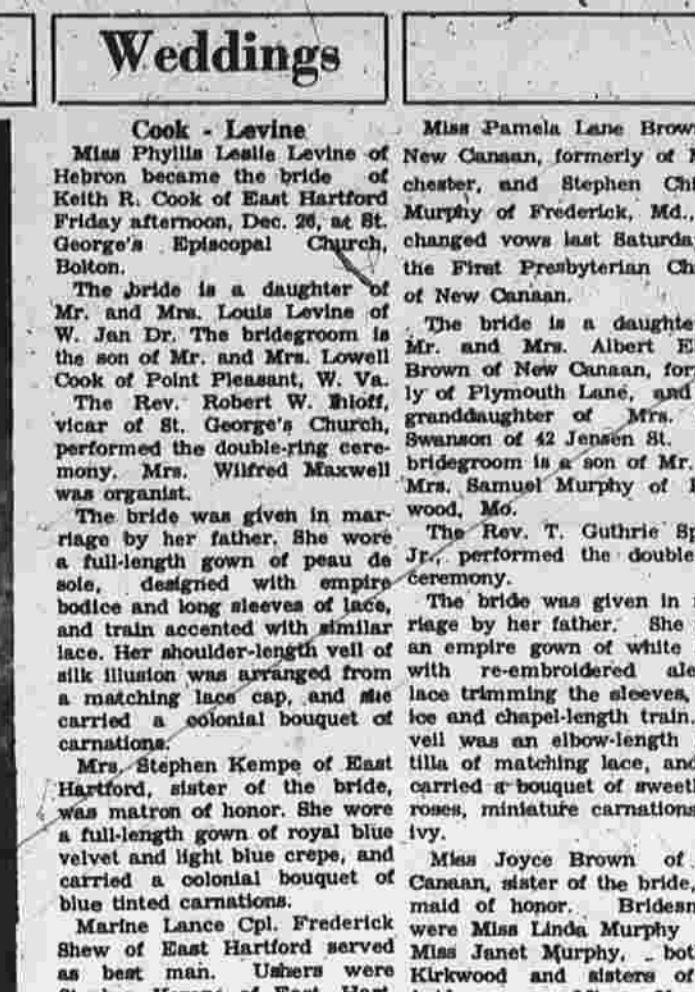 Weddings
Cook - Levine
Miss Phyllis Leslie Levine of
Hebron became the bride of
Keith R. Cook of East Hartford
Friday afternoon, Dec. 26, at St.
George's Episcopal Church,
Bolton.
The bride is a daughter of
Mr. and Mrs. Louis Levine of
W. Jan Dr. The bridegroom is
the son of Mr. and Mrs. Lowell
Cook of Point Pleasant, W. Va.
The Rev. Robert W. Ihloff,
vicar of St. George's Church,
performed the double-ring cere-
mony. Mrs. Wilfred Maxwell
was organist.
The bride was given in mar-
riage by her father. She wore
a full-length gown of peau de
soie, designed with empire
bodice and long sleeves of lace,
and train accented with similar
lace. Her shoulder-length veil of
silk illusion was arranged from
a matching lace cap, and she
carried a colonial bouquet of
carnations.
Mrs. Stephen Kempe of East
Hartford, sister of the bride,
was matron of honor. She wore
a full-length gown of royal blue
velvet and light blue crepe, and
carried a colonial bouquet of
blue tinted carnations.
Marine Lance Cpl. Frederick
Shew of East Hartford served
as best man. Ushers were
Miss Pamela Lane Brown
New Canaan, formerly of
chester, and Stephen
Murphy of Frederick, Md.,
changed vows last Saturda
the First Presbyterian Ch
of New Canaan.
The bride is a daughte
Mr. and Mrs. Albert E
Brown of New Canaan, for
ly of Plymouth Lane, and
granddaughter of Mrs.
Swanson of 42 Jensen St.
bridegroom is a son of Mr.
Mrs. Samuel Murphy of
wood, Mo.
The Rev. T. Guthrie Sp
Jr., performed the double
ceremony.
The bride was given in
riage by her father. She
an empire gown of white
with re-embroidered ale
lace trimming the sleeves,
ice and chapel-length train.
veil was an elbow-length
tilla of matching lace, and
carried a bouquet of sweeth
roses, miniature carnations
ivy.
Miss Joyce Brown of
Canaan, sister of the bride,
maid of honor. Bridesm
were Miss Linda Murphy
Miss Janet Murphy, bot
Kirkwood and sisters of